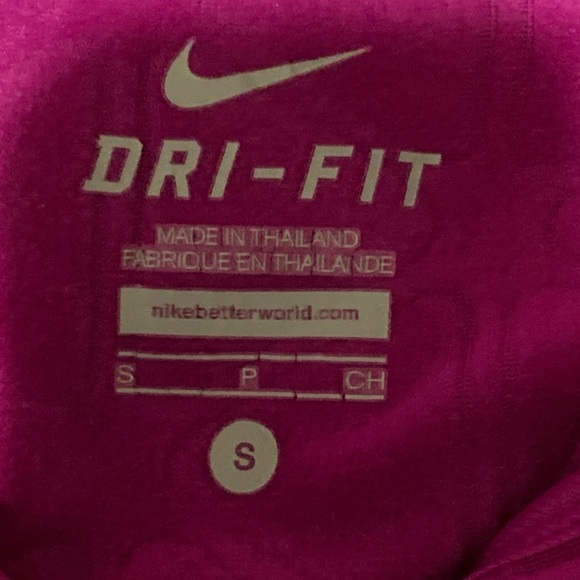 DRI-FIT
MADE IN THAILAND
FABRIQUE EN THAILANDE
nikebetterworld.com
S P CH
S